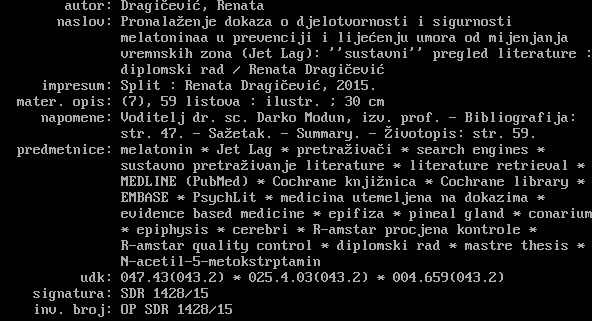 autor: Dragičević, Renata
naslov: Pronalaženje dokaza o djelotvornosti i sigurnosti
melatoninaa u prevenciji i liječenju umora od mijenjanja
vremnskih zona (Jet Lag): ''sustavni'' pregled literature :
diplomski rad / Renata Dragičević
impresum: Split : Renata Dragičević, 2015.
mater. opis: (7), 59 listova : ilustr. ; 30 cm
napomene: Voditelj dr. sc. Darko Modun, izv. prof. - Bibliografija:
str. 47. - Sažetak. - Summary. - Životopis: str. 59.
predmetnice: melatonin * Jet Lag * pretraživači * search engines *
sustavno pretraživanje literature * literature retrieval *
MEDLINE (PubMed) * Cochrane knjižnica * Cochrane library *
EMBASE * PsychLit * medicina utemeljena na dokazima *
evidence based medicine * epifiza * pineal gland * conarium
* epiphysis * cerebri * R-amstar procjena kontrole *
R-amstar quality control * diplomski rad * mastre thesis *
N-acetil-5-metokstrptamin
udk: 047.43(043.2) * 025.4.03(043.2) * 004.659(043.2)
signatura: SDR 1428/15
inv. broj: OP SDR 1428/15